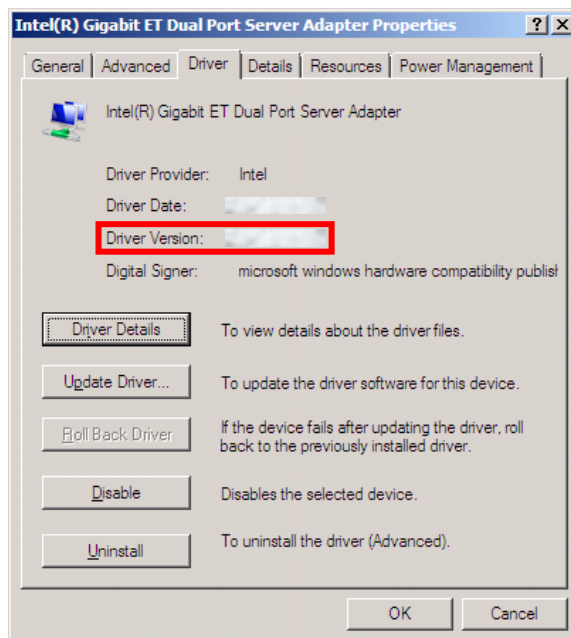 Intel(R) Gigabit ET Dual Port Server Adapter Properties
General Advanced Driver Details Resources Power Management
Intel(R) Gigabit ET Dual Port Server Adapter
Driver Provider: Intel
Driver Date:
Driver Version:
Digital Signer: microsoft windows hardware compatibility publish
Driver Details To view details about the driver files.
Update Driver... To update the driver software for this device.
Roll Back Driver If the device fails after updating the driver, roll
back to the previously installed driver.
Disable Disables the selected device.
Uninstall To uninstall the driver (Advanced).
OK Cancel